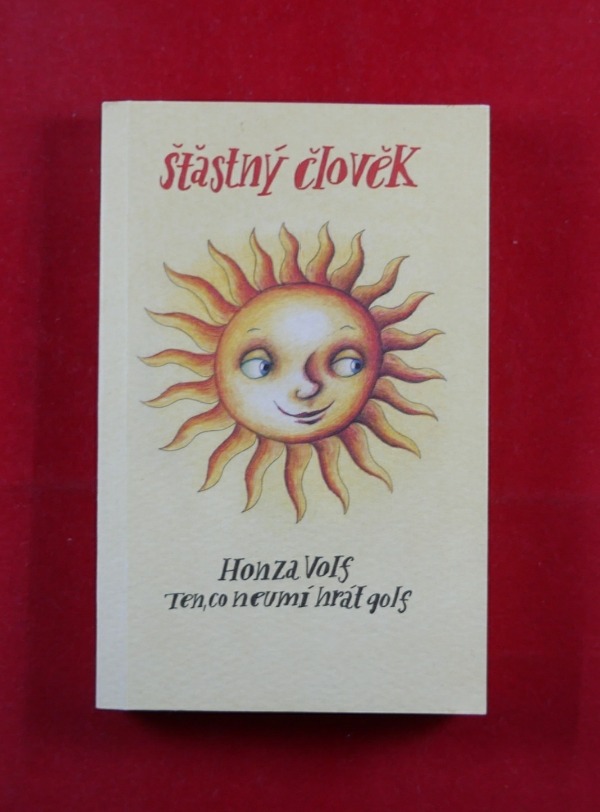 šťastný člověk
Honza Volf
Ten, co neumí hrát golf